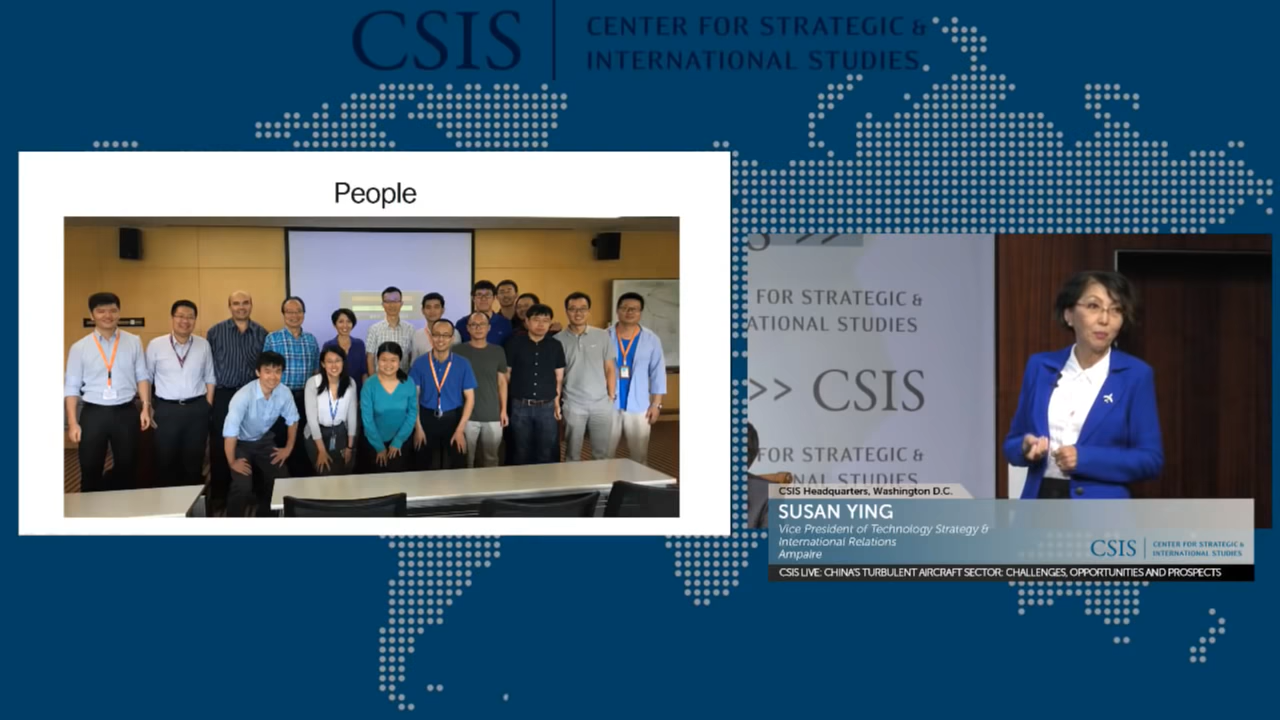 CSIS
CENTER FOR STRATEGIC &
INTERNATIONAL STUDIES
People
FOR STRATEGIC &
ATIONAL STUDIES
>> CSIS
FOR STRATEGIC &
NAL STUDIES
CSIS Headquarters, Washington D.C.
SUSAN YING
Vice President of Technology Strategy &
International Relations
Ampaire
CSIS
CENTER FOR STRATEGIC &
INTERNATIONAL STUDIES
CSIS LIVE: CHINA'S TURBULENT AIRCRAFT SECTOR: CHALLENGES, OPPORTUNITIES AND PROSPECTS